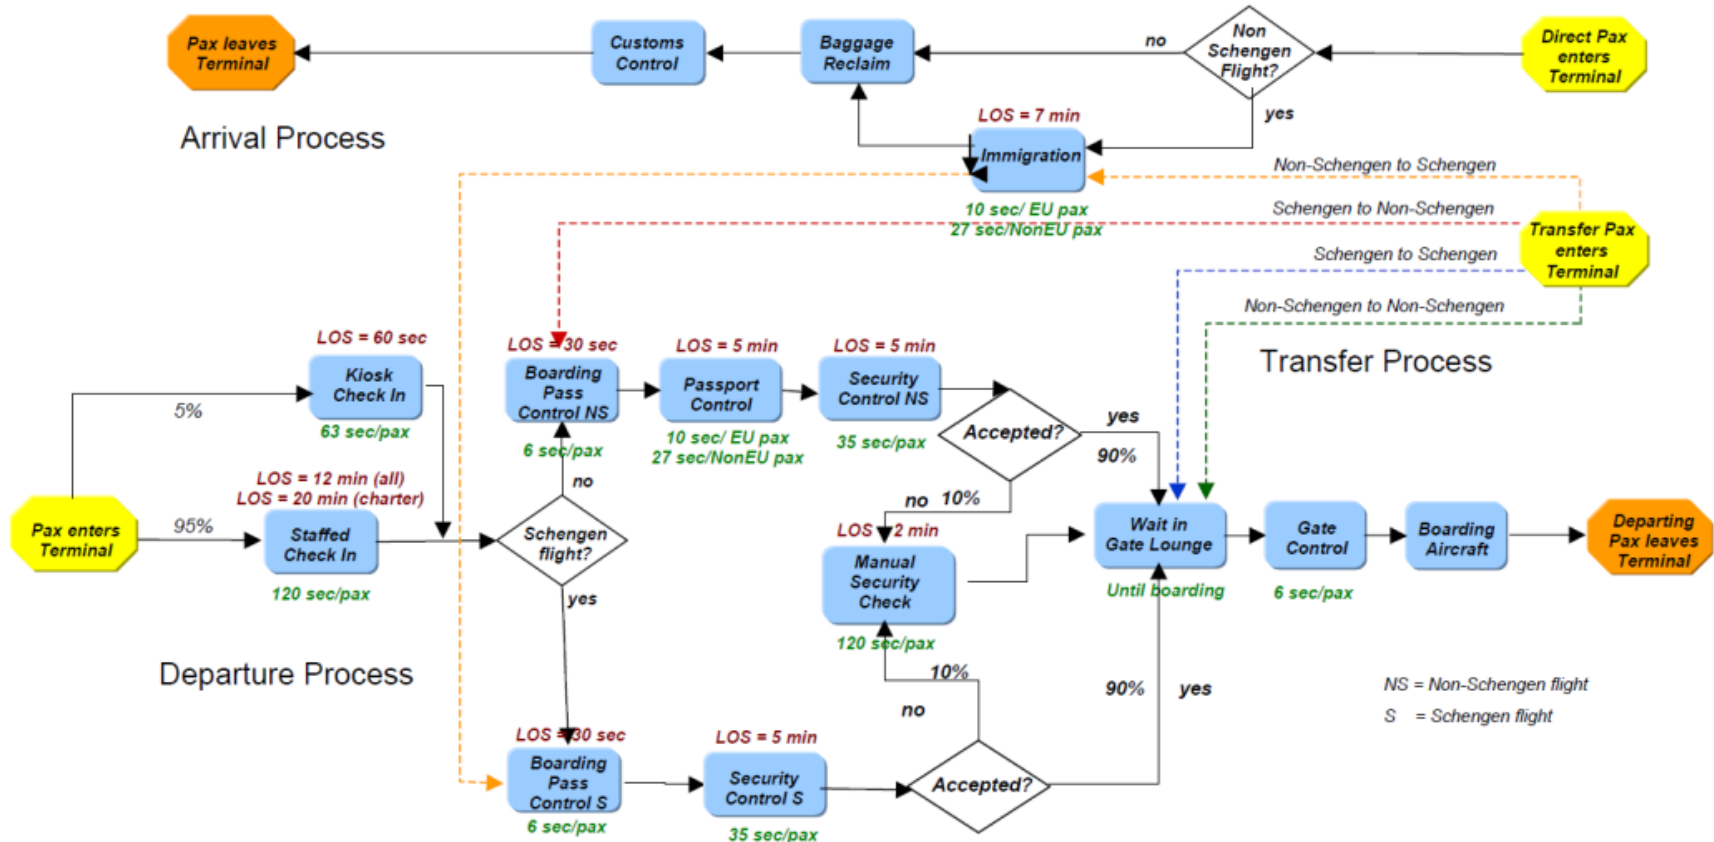 Pax leaves
Terminal
Customs
Control
Baggage
Reclaim
no
Non
Schengen
Flight?
Direct Pax
enters
Terminal
yes
Arrival Process
LOS = 7 min
Immigration
10 sec/ EU pax
27 sec/NonEU pax
Non-Schengen to Schengen
Schengen to Non-Schengen
Schengen to Schengen
Non-Schengen to Non-Schengen
Transfer Pax
enters
Terminal
Transfer Process
LOS = 60 sec
Kiosk
Check In
63 sec/pax
5%
LOS = 12 min (all)
LOS = 20 min (charter)
Pax enters
Terminal
95%
Staffed
Check In
120 sec/pax
Departure Process
LOS = 30 sec
Boarding
Pass
Control NS
6 sec/pax
no
Schengen
flight?
yes
LOS = 5 min
Passport
Control
10 sec/ EU pax
27 sec/NonEU pax
LOS = 5 min
Security
Control NS
35 sec/pax
Accepted?
yes
90%
no 10%
LOS 2 min
Manual
Security
Check
120 sec/pax
10%
no
Wait in
Gate Lounge
Until boarding
Gate
Control
6 sec/pax
Boarding
Aircraft
Departing
Pax leaves
Terminal
90% yes
LOS = 30 sec
Boarding
Pass
Control S
6 sec/pax
LOS = 5 min
Security
Control S
35 sec/pax
Accepted?
NS = Non-Schengen flight
S = Schengen flight